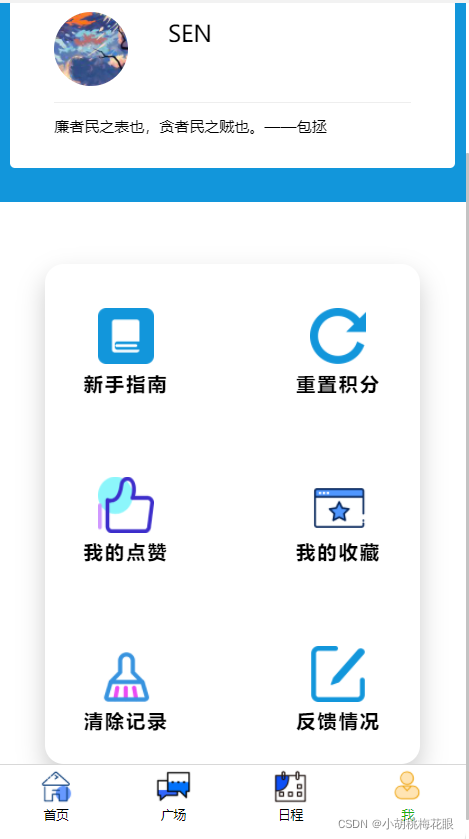 SEN
廉者民之表也，贪者民之贼也。——包拯
新手指南
重置积分
我的点赞
我的收藏
清除记录
反馈情况
首页
广场
日程
我
CSDN @小胡桃梅花眼